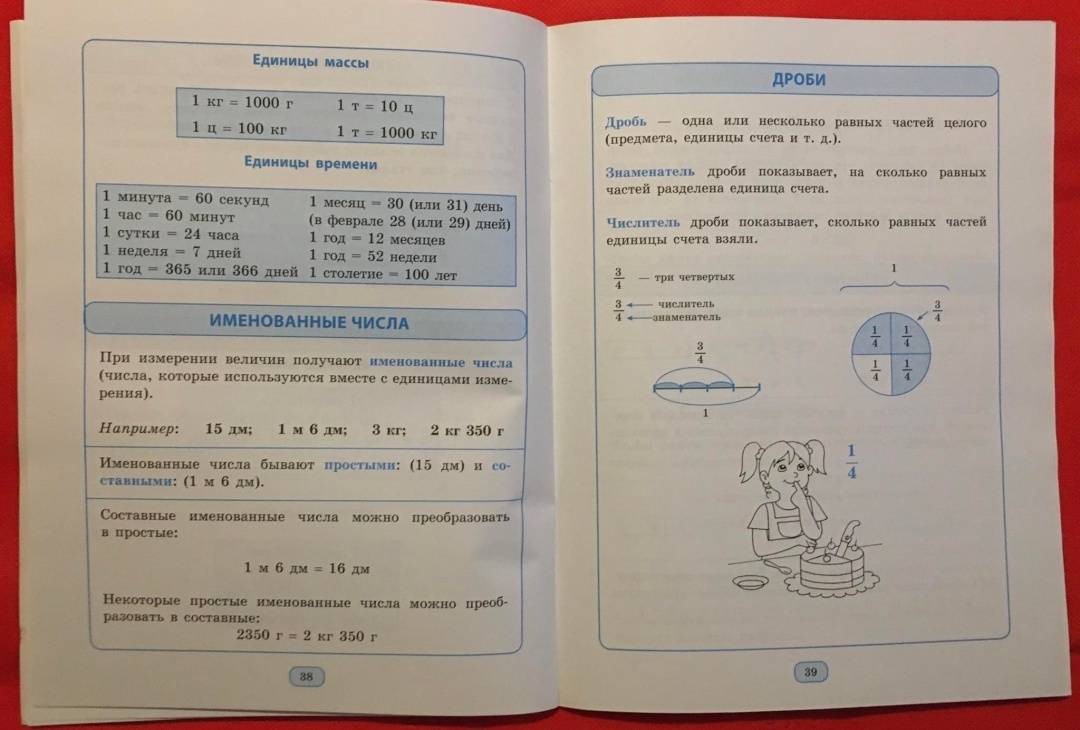 Единицы массы
1 кг = 1000 г 1 т = 10 ц
1 ц = 100 кг 1 т = 1000 кг
Единицы времени
1 минута = 60 секунд
1 час = 60 минут
1 сутки = 24 часа
1 неделя = 7 дней
1 год = 365 или 366 дней
1 месяц = 30 (или 31) день
(в феврале 28 (или 29) дней)
1 год = 12 месяцев
1 год = 52 недели
1 столетие = 100 лет
ИМЕНОВАННЫЕ ЧИСЛА
При измерении величин получают именованные числа
(числа, которые используются вместе с единицами изме-
рения).
Например: 15 дм; 1 м 6 дм; 3 кг; 2 кг 350 г
Именованные числа бывают простыми: (15 дм) и со-
ставными: (1 м 6 дм).
Составные именованные числа можно преобразовать
в простые:
1 м 6 дм = 16 дм
Некоторые простые именованные числа можно преоб-
разовать в составные:
2350 г = 2 кг 350 г
38
ДРОБИ
Дробь — одна или несколько равных частей целого
(предмета, единицы счета и т. д.).
Знаменатель дроби показывает, на сколько равных
частей разделена единица счета.
Числитель дроби показывает, сколько равных частей
единицы счета взяли.
3/4 — три четвертых
3 числитель
4 знаменатель
3/4
1
1
3/4
1/4 1/4
1/4 1/4
1/4
39